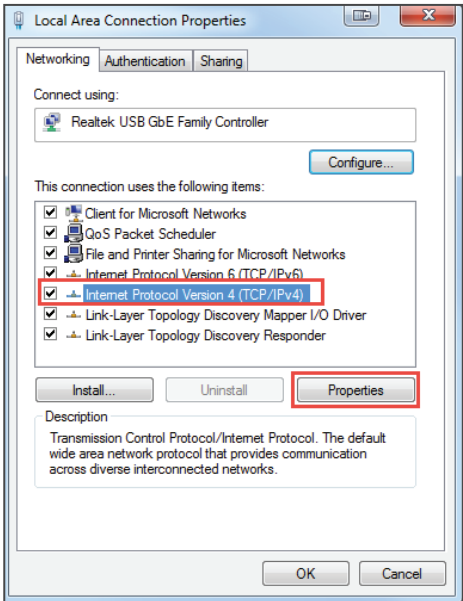 Local Area Connection Properties
Networking
Authentication
Sharing
Connect using:
Realtek USB GbE Family Controller
Configure...
This connection uses the following items:
Client for Microsoft Networks
QoS Packet Scheduler
File and Printer Sharing for Microsoft Networks
Internet Protocol Version 6 (TCP/IPv6)
Internet Protocol Version 4 (TCP/IPv4)
Link-Layer Topology Discovery Mapper I/O Driver
Link-Layer Topology Discovery Responder
Install...
Uninstall
Properties
Description
Transmission Control Protocol/Internet Protocol. The default
wide area network protocol that provides communication
across diverse interconnected networks.
OK
Cancel